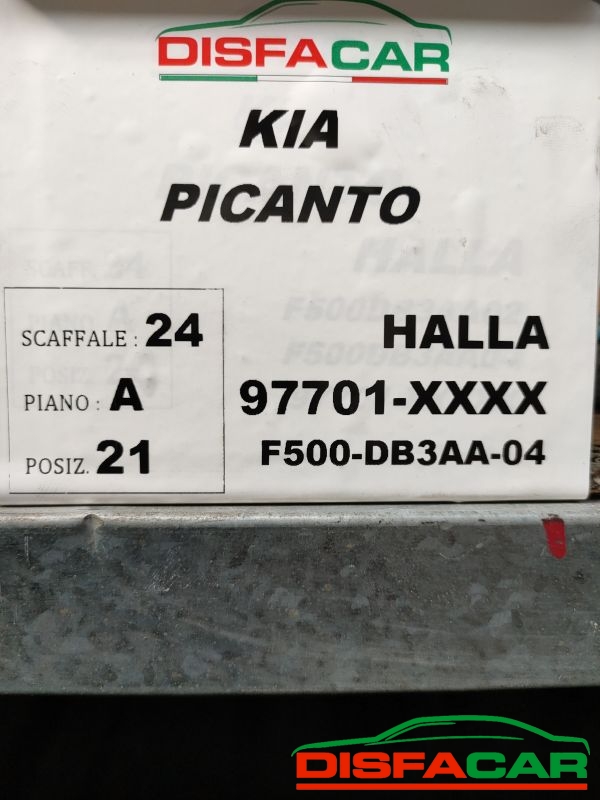 DISFACAR
KIA
PICANTO
SCAFFALE : 24
PIANO : A
POSIZ. 21
HALLA
97701-XXXX
F500-DB3AA-04
DISFACAR